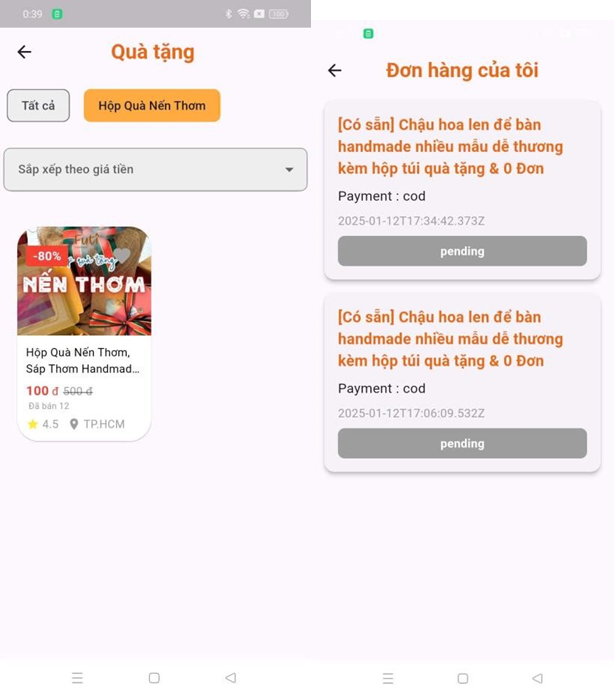 0:39
Quà tặng
Tất cả
Hộp Quà Nến Thơm
Sắp xếp theo giá tiền
-80%
NẾN THƠM
Hộp Quà Nến Thơm,
Sáp Thơm Handmad...
100 đ 500 đ
Đã bán 12
4.5 TP.HCM
Đơn hàng của tôi
[Có sẵn] Chậu hoa len để bàn
handmade nhiều mẫu dễ thương
kèm hộp túi quà tặng & 0 Đơn
Payment : cod
2025-01-12T17:34:42.373Z
pending
[Có sẵn] Chậu hoa len để bàn
handmade nhiều mẫu dễ thương
kèm hộp túi quà tặng & 0 Đơn
Payment : cod
2025-01-12T17:06:09.532Z
pending